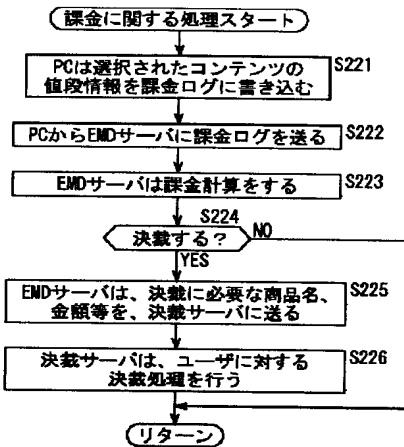 課金に関する処理スタート
PCは選択されたコンテンツの
値段情報を課金ログに書き込む
S221
PCからEMDサーバに課金ログを送る
S222
EMDサーバは課金計算をする
S223
S224
決裁する?
NO
YES
EMDサーバは、決裁に必要な商品名、
金額等を、決裁サーバに送る
S225
決裁サーバは、ユーザに対する
決裁処理を行う
S226
リターン